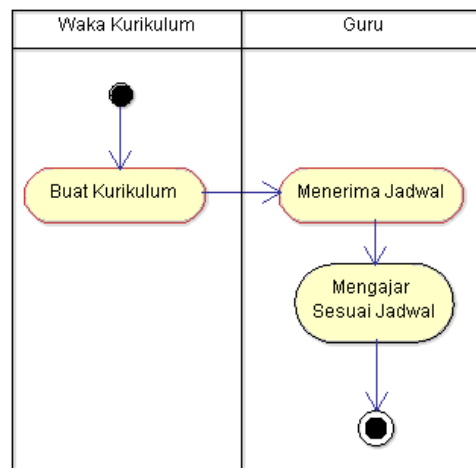 Waka Kurikulum
Guru
Buat Kurikulum
Menerima Jadwal
Mengajar
Sesuai Jadwal